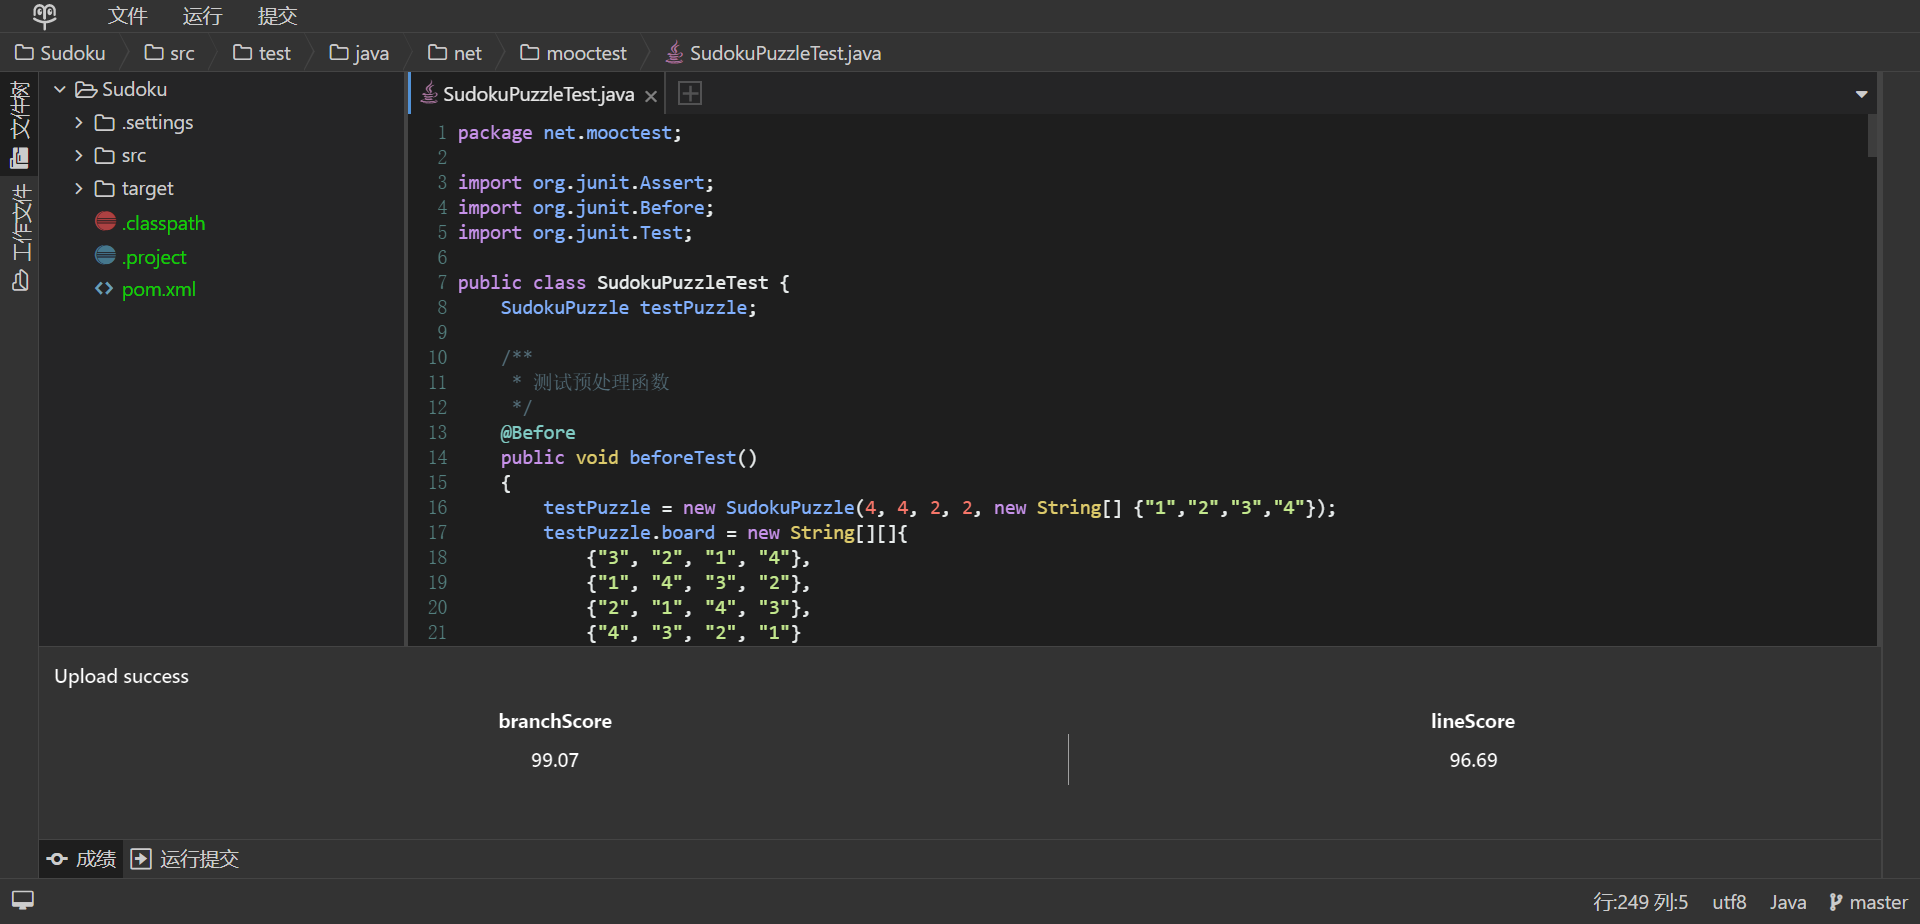 文件 运行 提交
Sudoku src test java net mooctest SudokuPuzzleTest.java
文件树
工作文件
Sudoku
.settings
src
target
.classpath
.project
pom.xml
SudokuPuzzleTest.java
1 package net.mooctest;
2
3 import org.junit.Assert;
4 import org.junit.Before;
5 import org.junit.Test;
6
7 public class SudokuPuzzleTest {
8     SudokuPuzzle testPuzzle;
9
10     /**
11      * 测试预处理函数
12      */
13     @Before
14     public void beforeTest()
15     {
16         testPuzzle = new SudokuPuzzle(4, 4, 2, 2, new String[] {"1","2","3","4"});
17         testPuzzle.board = new String[][]{
18             {"3", "2", "1", "4"},
19             {"1", "4", "3", "2"},
20             {"2", "1", "4", "3"},
21             {"4", "3", "2", "1"}
Upload success
branchScore lineScore
99.07 96.69
成绩 运行提交
行:249 列:5 utf8 Java master